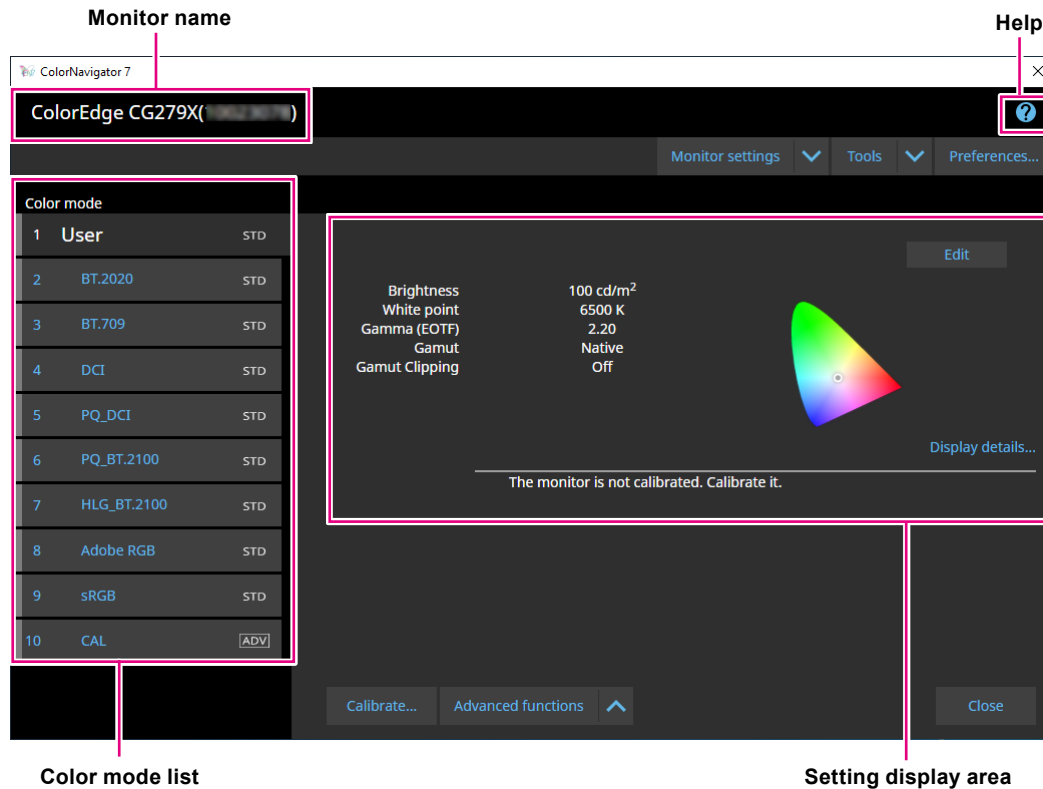 Monitor name
Help
ColorNavigator 7
ColorEdge CG279X( )
Monitor settings Tools Preferences...
Color mode
1 User STD
2 BT.2020 STD
3 BT.709 STD
4 DCI STD
5 PQ_DCI STD
6 PQ_BT.2100 STD
7 HLG_BT.2100 STD
8 Adobe RGB STD
9 sRGB STD
10 CAL ADV
Edit
Brightness 100 cd/m²
White point 6500 K
Gamma (EOTF) 2.20
Gamut Native
Gamut Clipping Off
Display details...
The monitor is not calibrated. Calibrate it.
Calibrate... Advanced functions Close
Color mode list
Setting display area